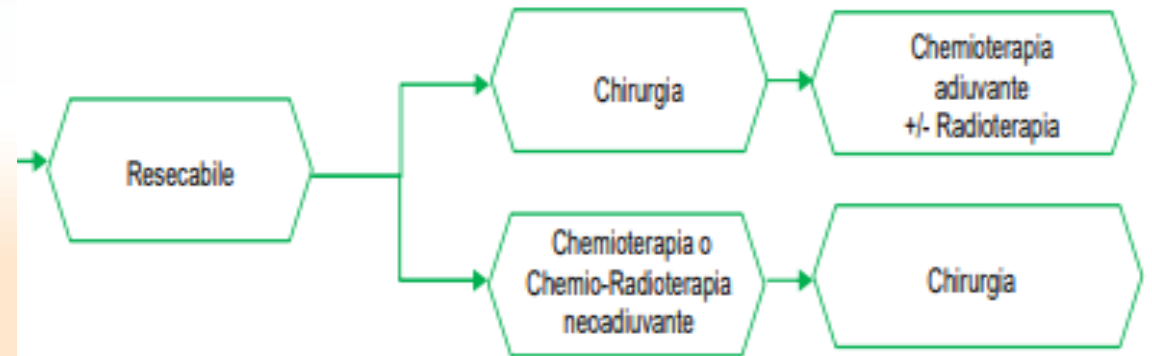 Resecabile
Chirurgia
Chemioterapia
adiuvante
+/- Radioterapia
Chemioterapia o
Chemio-Radioterapia
neoadiuvante
Chirurgia